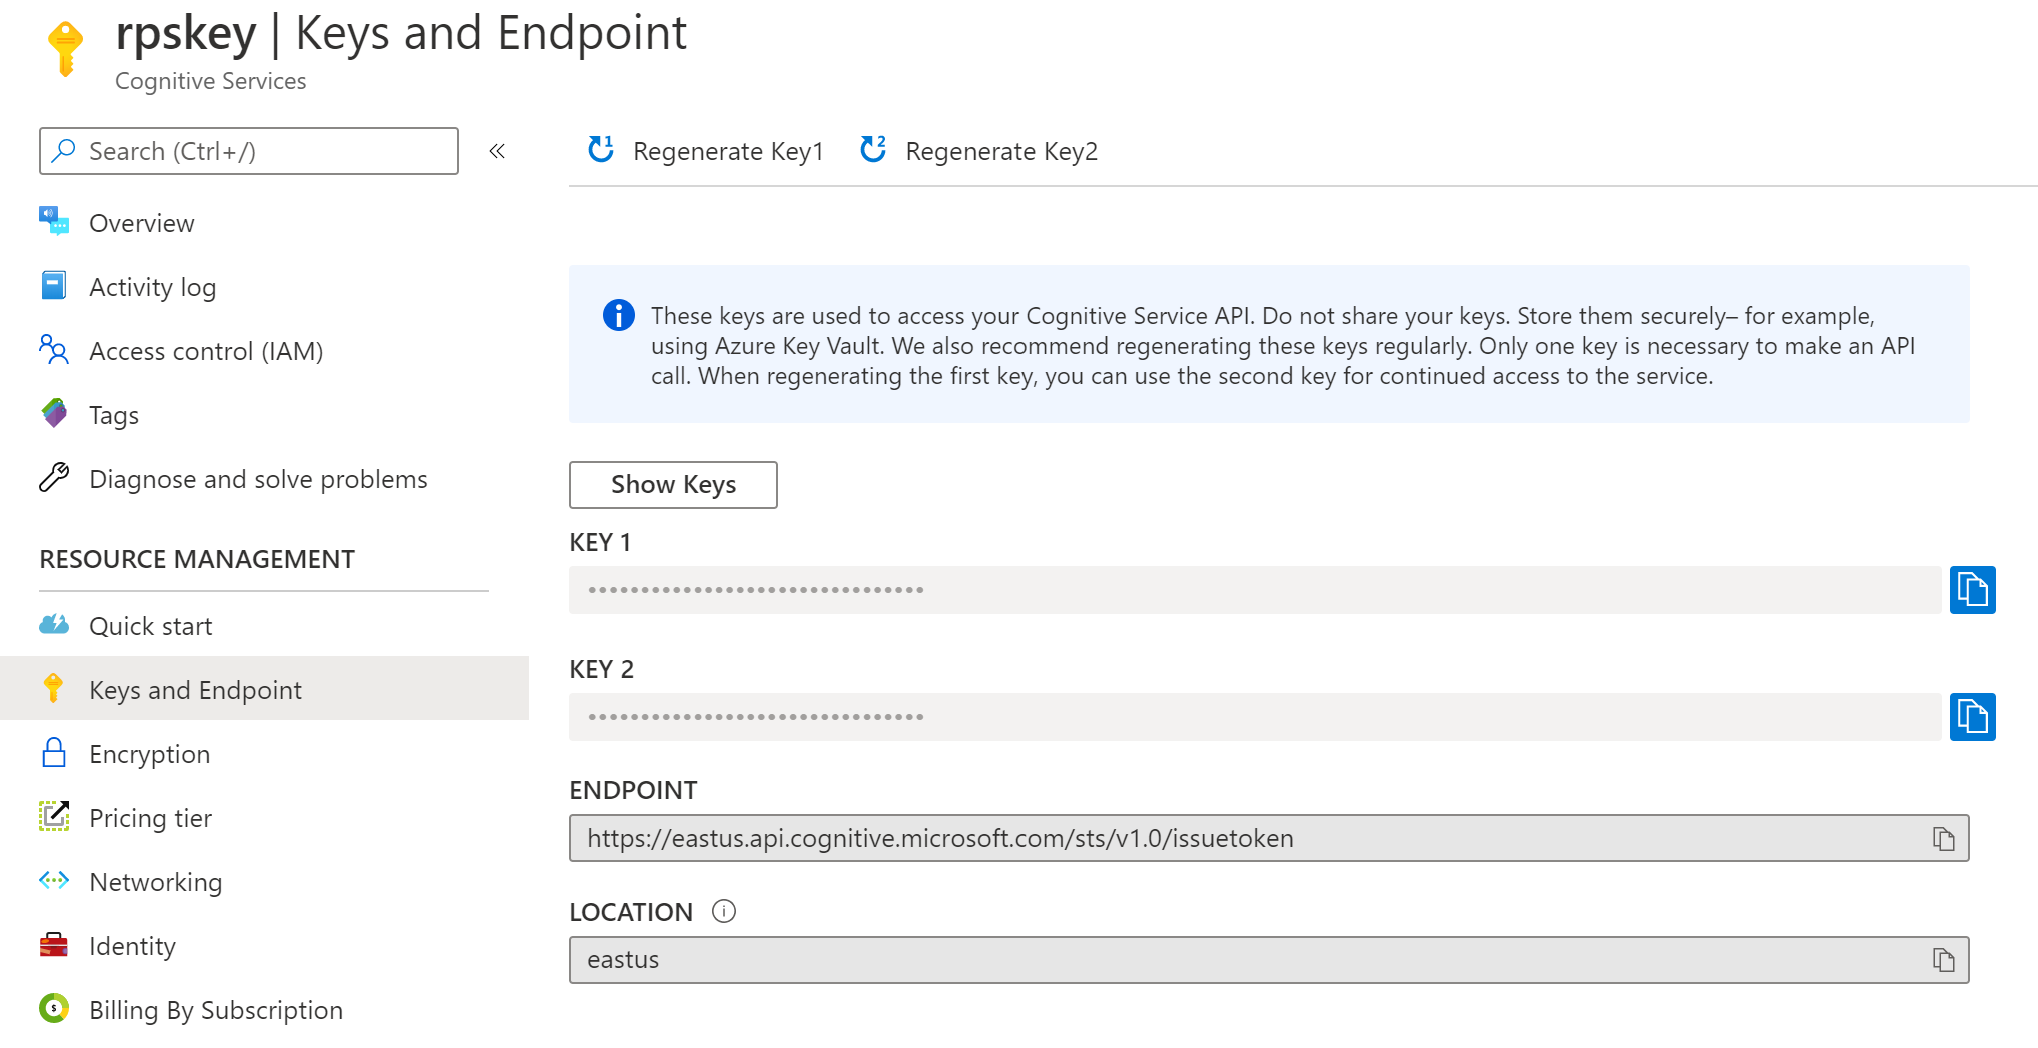 rpskey | Keys and Endpoint
Cognitive Services
Search (Ctrl+/)
«
Overview
Activity log
Access control (IAM)
Tags
Diagnose and solve problems
RESOURCE MANAGEMENT
Quick start
Keys and Endpoint
Encryption
Pricing tier
Networking
Identity
Billing By Subscription
1 Regenerate Key1 2 Regenerate Key2
These keys are used to access your Cognitive Service API. Do not share your keys. Store them securely– for example,
using Azure Key Vault. We also recommend regenerating these keys regularly. Only one key is necessary to make an API
call. When regenerating the first key, you can use the second key for continued access to the service.
Show Keys
KEY 1
••••••••••••••••••••••••••••••••
KEY 2
••••••••••••••••••••••••••••••••
ENDPOINT
https://eastus.api.cognitive.microsoft.com/sts/v1.0/issuetoken
LOCATION
eastus